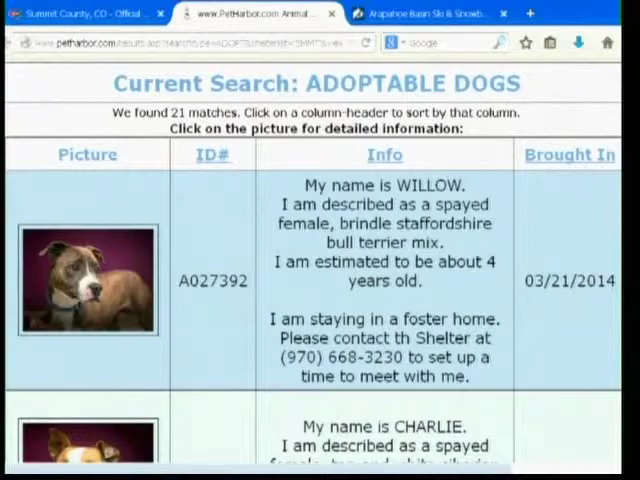 Summit County, CO - Official ...
www.PetHarbor.com Animal ...
Arapahoe Basin Ski & Snowb...
www.petharbor.com
Google
Current Search: ADOPTABLE DOGS
We found 21 matches. Click on a column-header to sort by that column.
Click on the picture for detailed information:
Picture ID# Info Brought In
My name is WILLOW.
I am described as a spayed
female, brindle staffordshire
bull terrier mix.
I am estimated to be about 4
years old.
A027392
03/21/2014
I am staying in a foster home.
Please contact th Shelter at
(970) 668-3230 to set up a
time to meet with me.
My name is CHARLIE.
I am described as a spayed